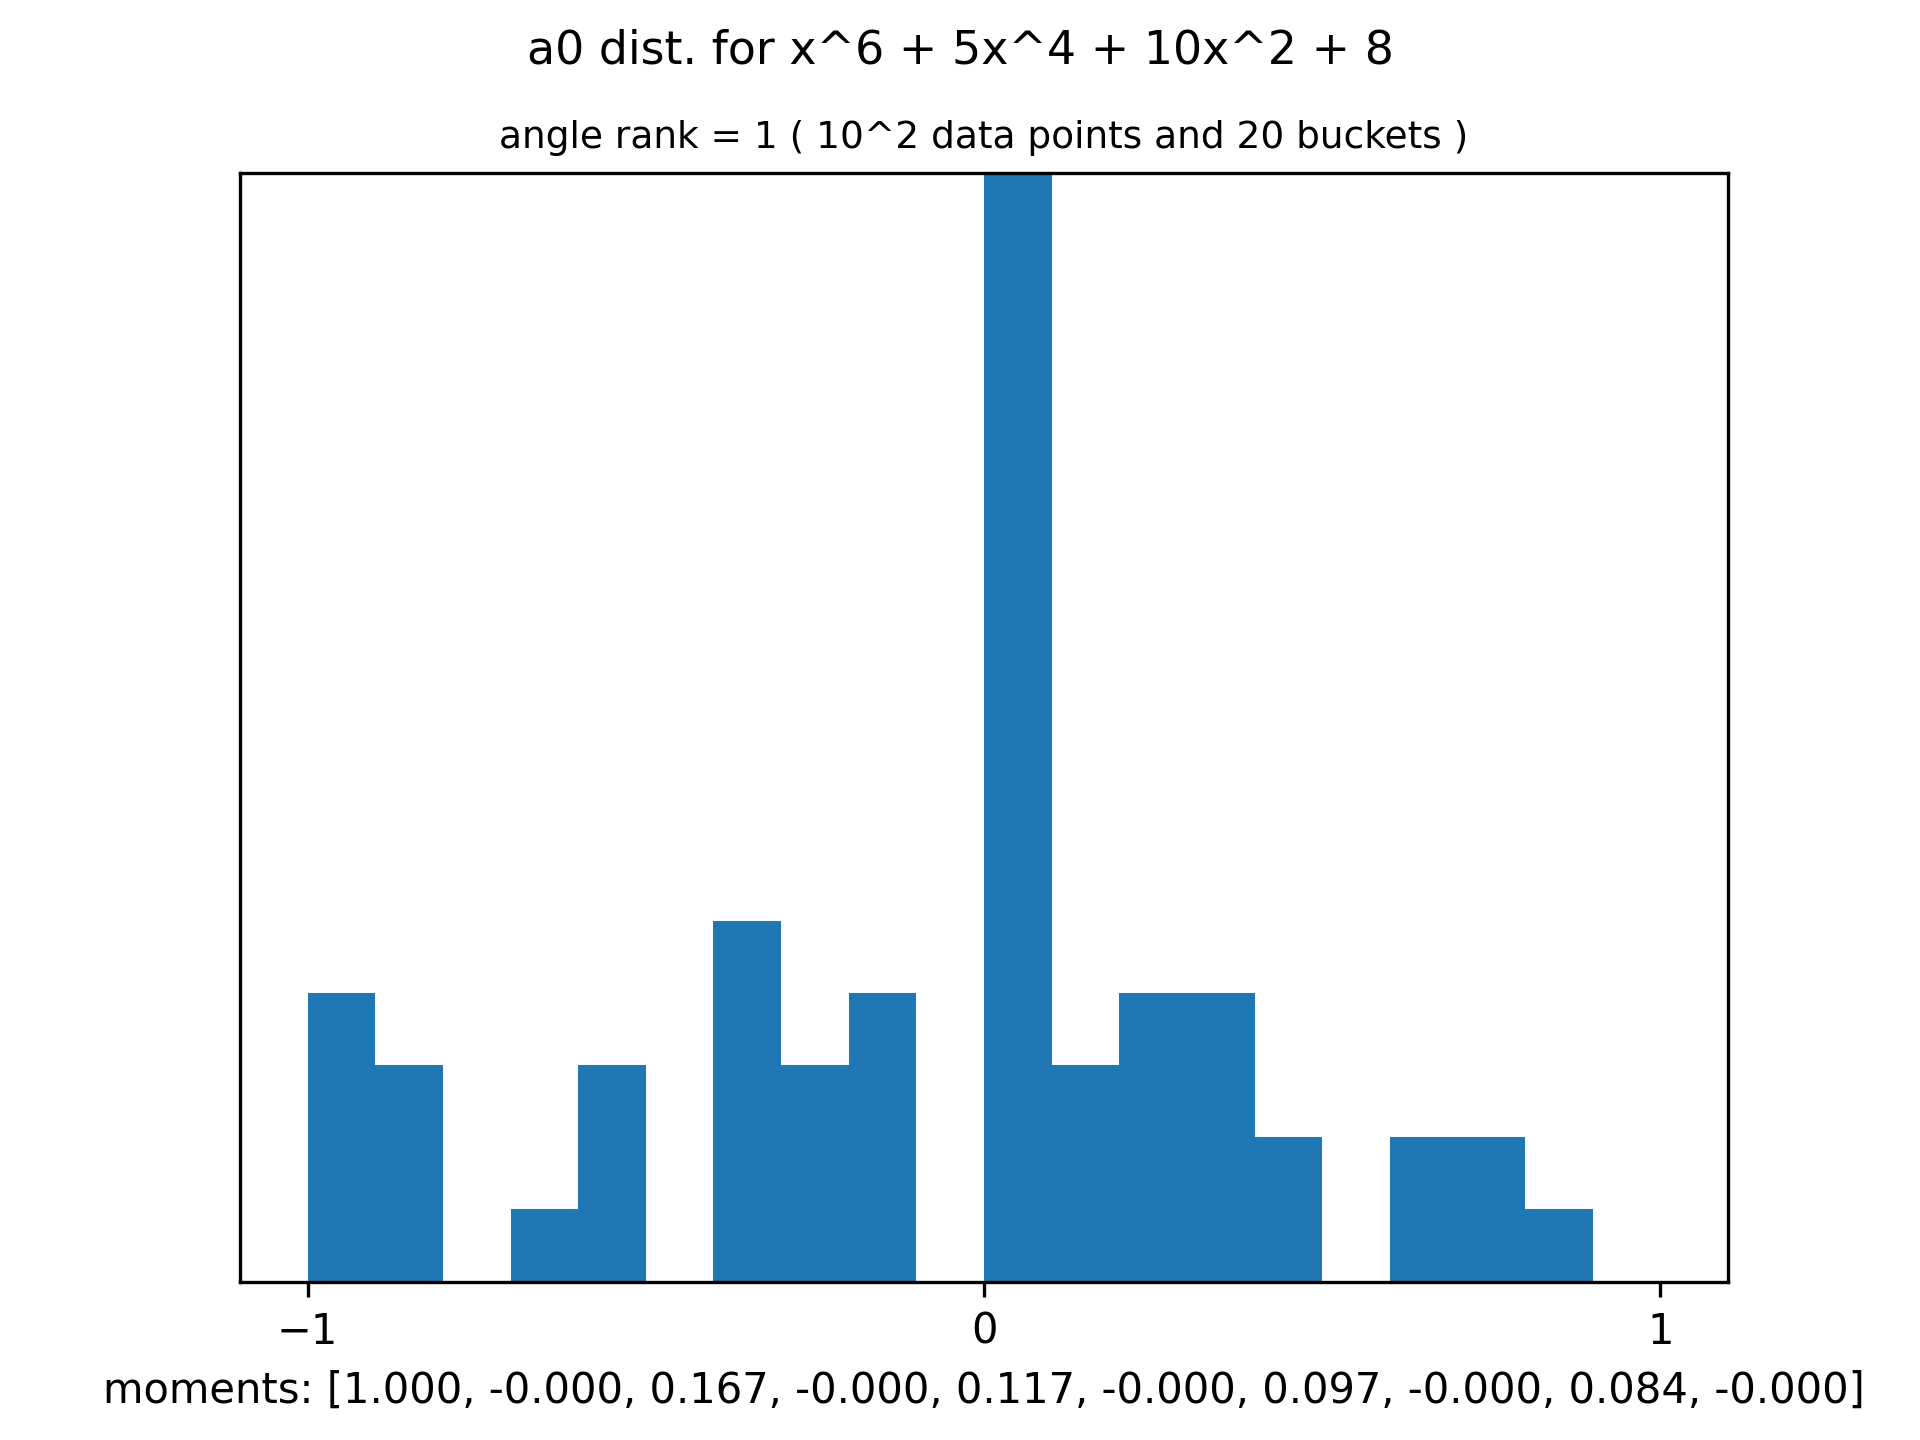 a0 dist. for x^6 + 5x^4 + 10x^2 + 8
angle rank = 1 ( 10^2 data points and 20 buckets )
−1 0 1
moments: [1.000, -0.000, 0.167, -0.000, 0.117, -0.000, 0.097, -0.000, 0.084, -0.000]